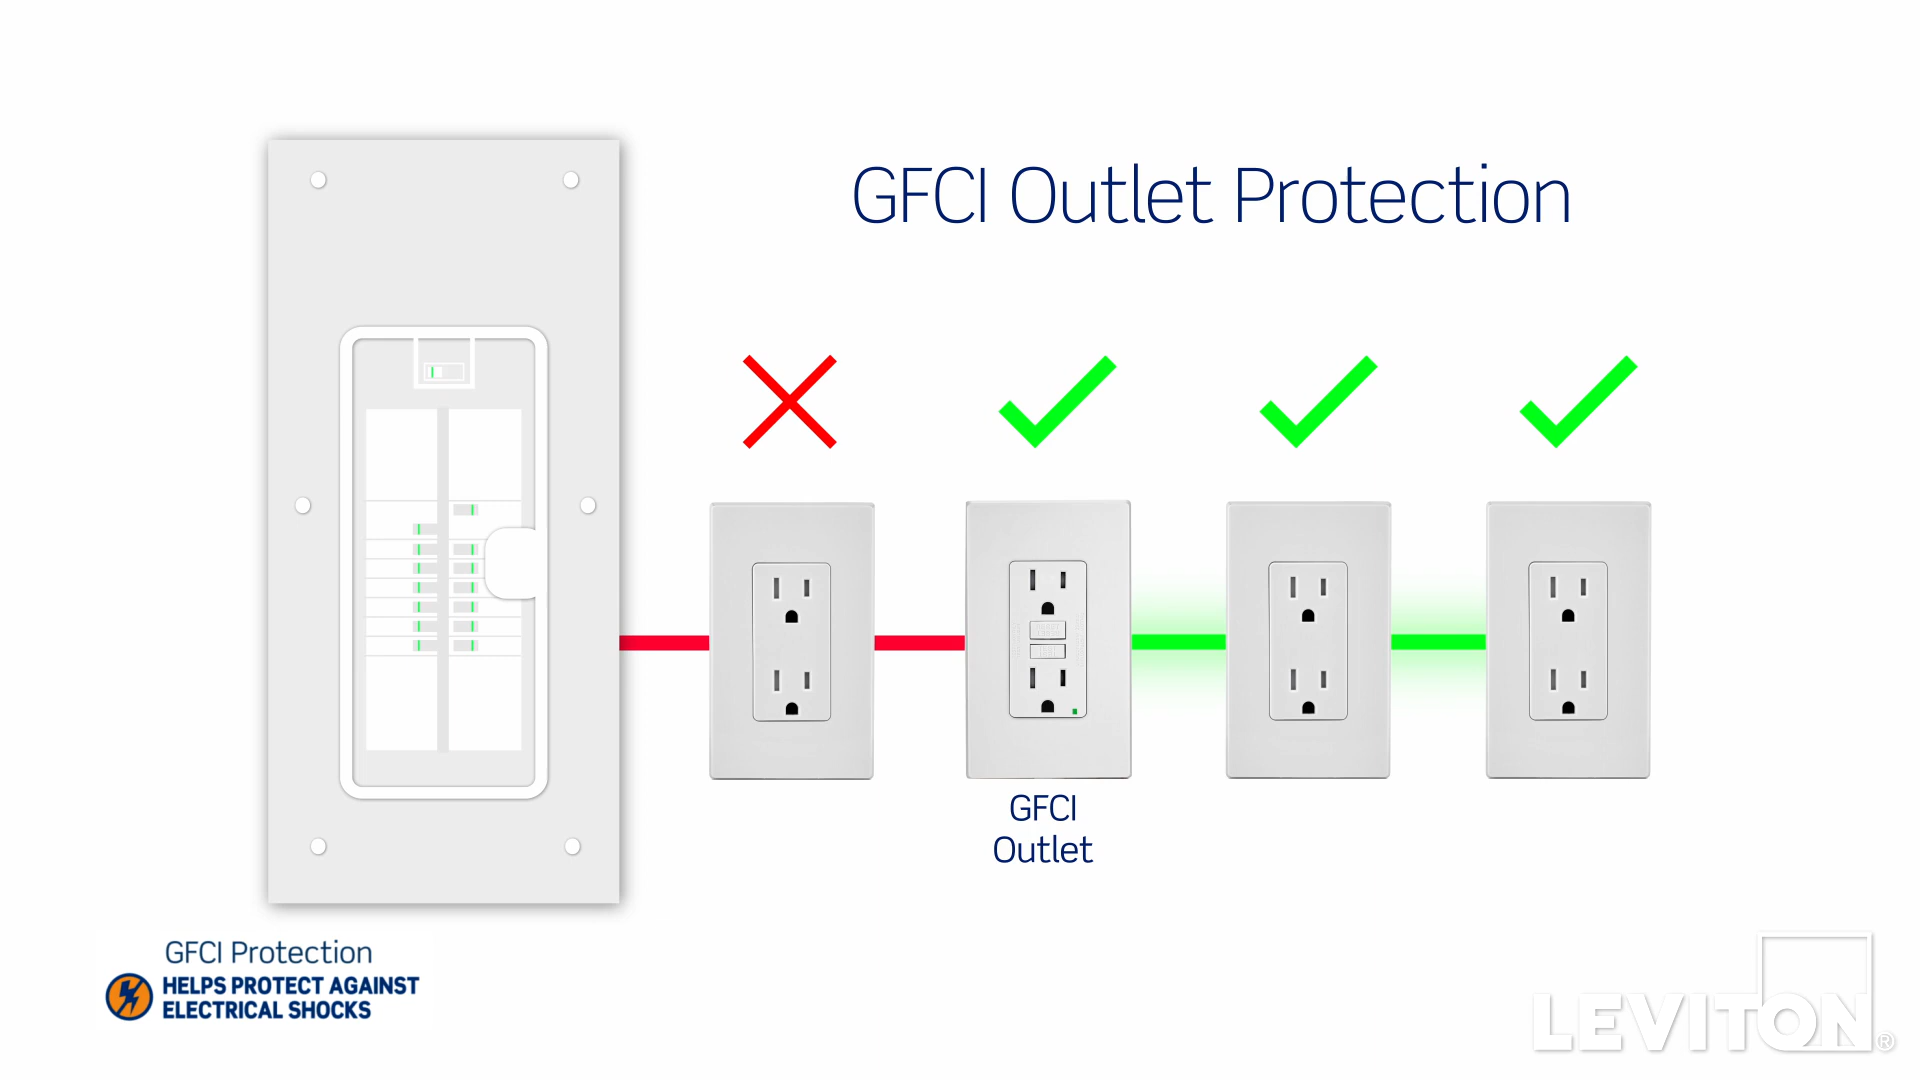 GFCI Outlet Protection
GFCI
Outlet
GFCI Protection
HELPS PROTECT AGAINST
ELECTRICAL SHOCKS
LEVITON®